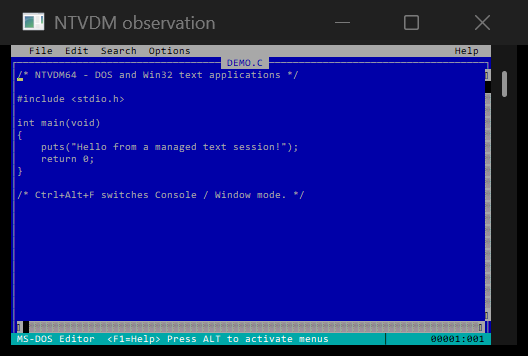 NTVDM observation
File Edit Search Options Help
DEMO.C
/* NTVDM64 - DOS and Win32 text applications */
#include <stdio.h>
int main(void)
{
puts("Hello from a managed text session!");
return 0;
}
/* Ctrl+Alt+F switches Console / Window mode. */
MS-DOS Editor <F1=Help> Press ALT to activate menus 00001:001